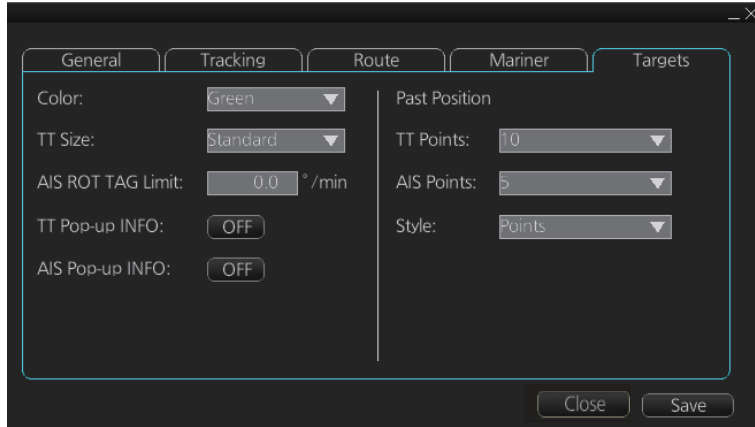 General Tracking Route Mariner Targets
Color: Green
TT Size: Standard
AIS ROT TAG Limit: 0.0 °/min
TT Pop-up INFO: OFF
AIS Pop-up INFO: OFF
Past Position
TT Points: 10
AIS Points: 5
Style: Points
Close Save